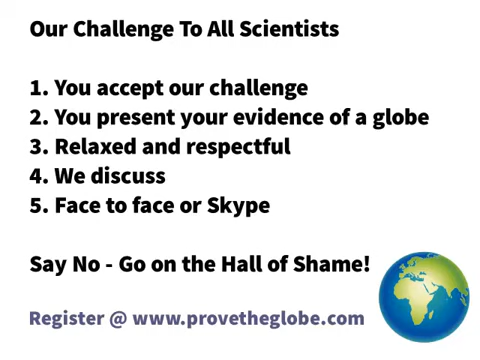 Our Challenge To All Scientists
1. You accept our challenge
2. You present your evidence of a globe
3. Relaxed and respectful
4. We discuss
5. Face to face or Skype
Say No - Go on the Hall of Shame!
Register @ www.provetheglobe.com